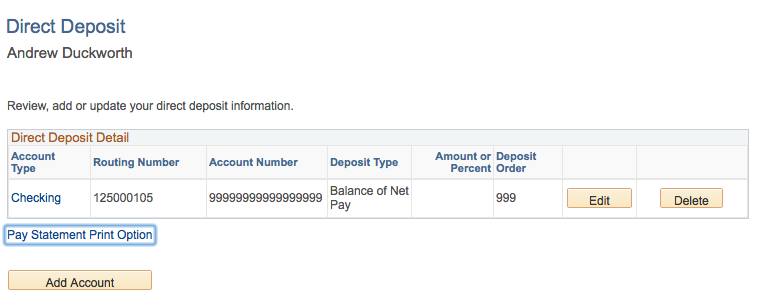 Direct Deposit
Andrew Duckworth
Review, add or update your direct deposit information.
Direct Deposit Detail
Account Type Routing Number Account Number Deposit Type Amount or Percent Deposit Order
Checking 125000105 99999999999999999 Balance of Net Pay 999 Edit Delete
Pay Statement Print Option
Add Account